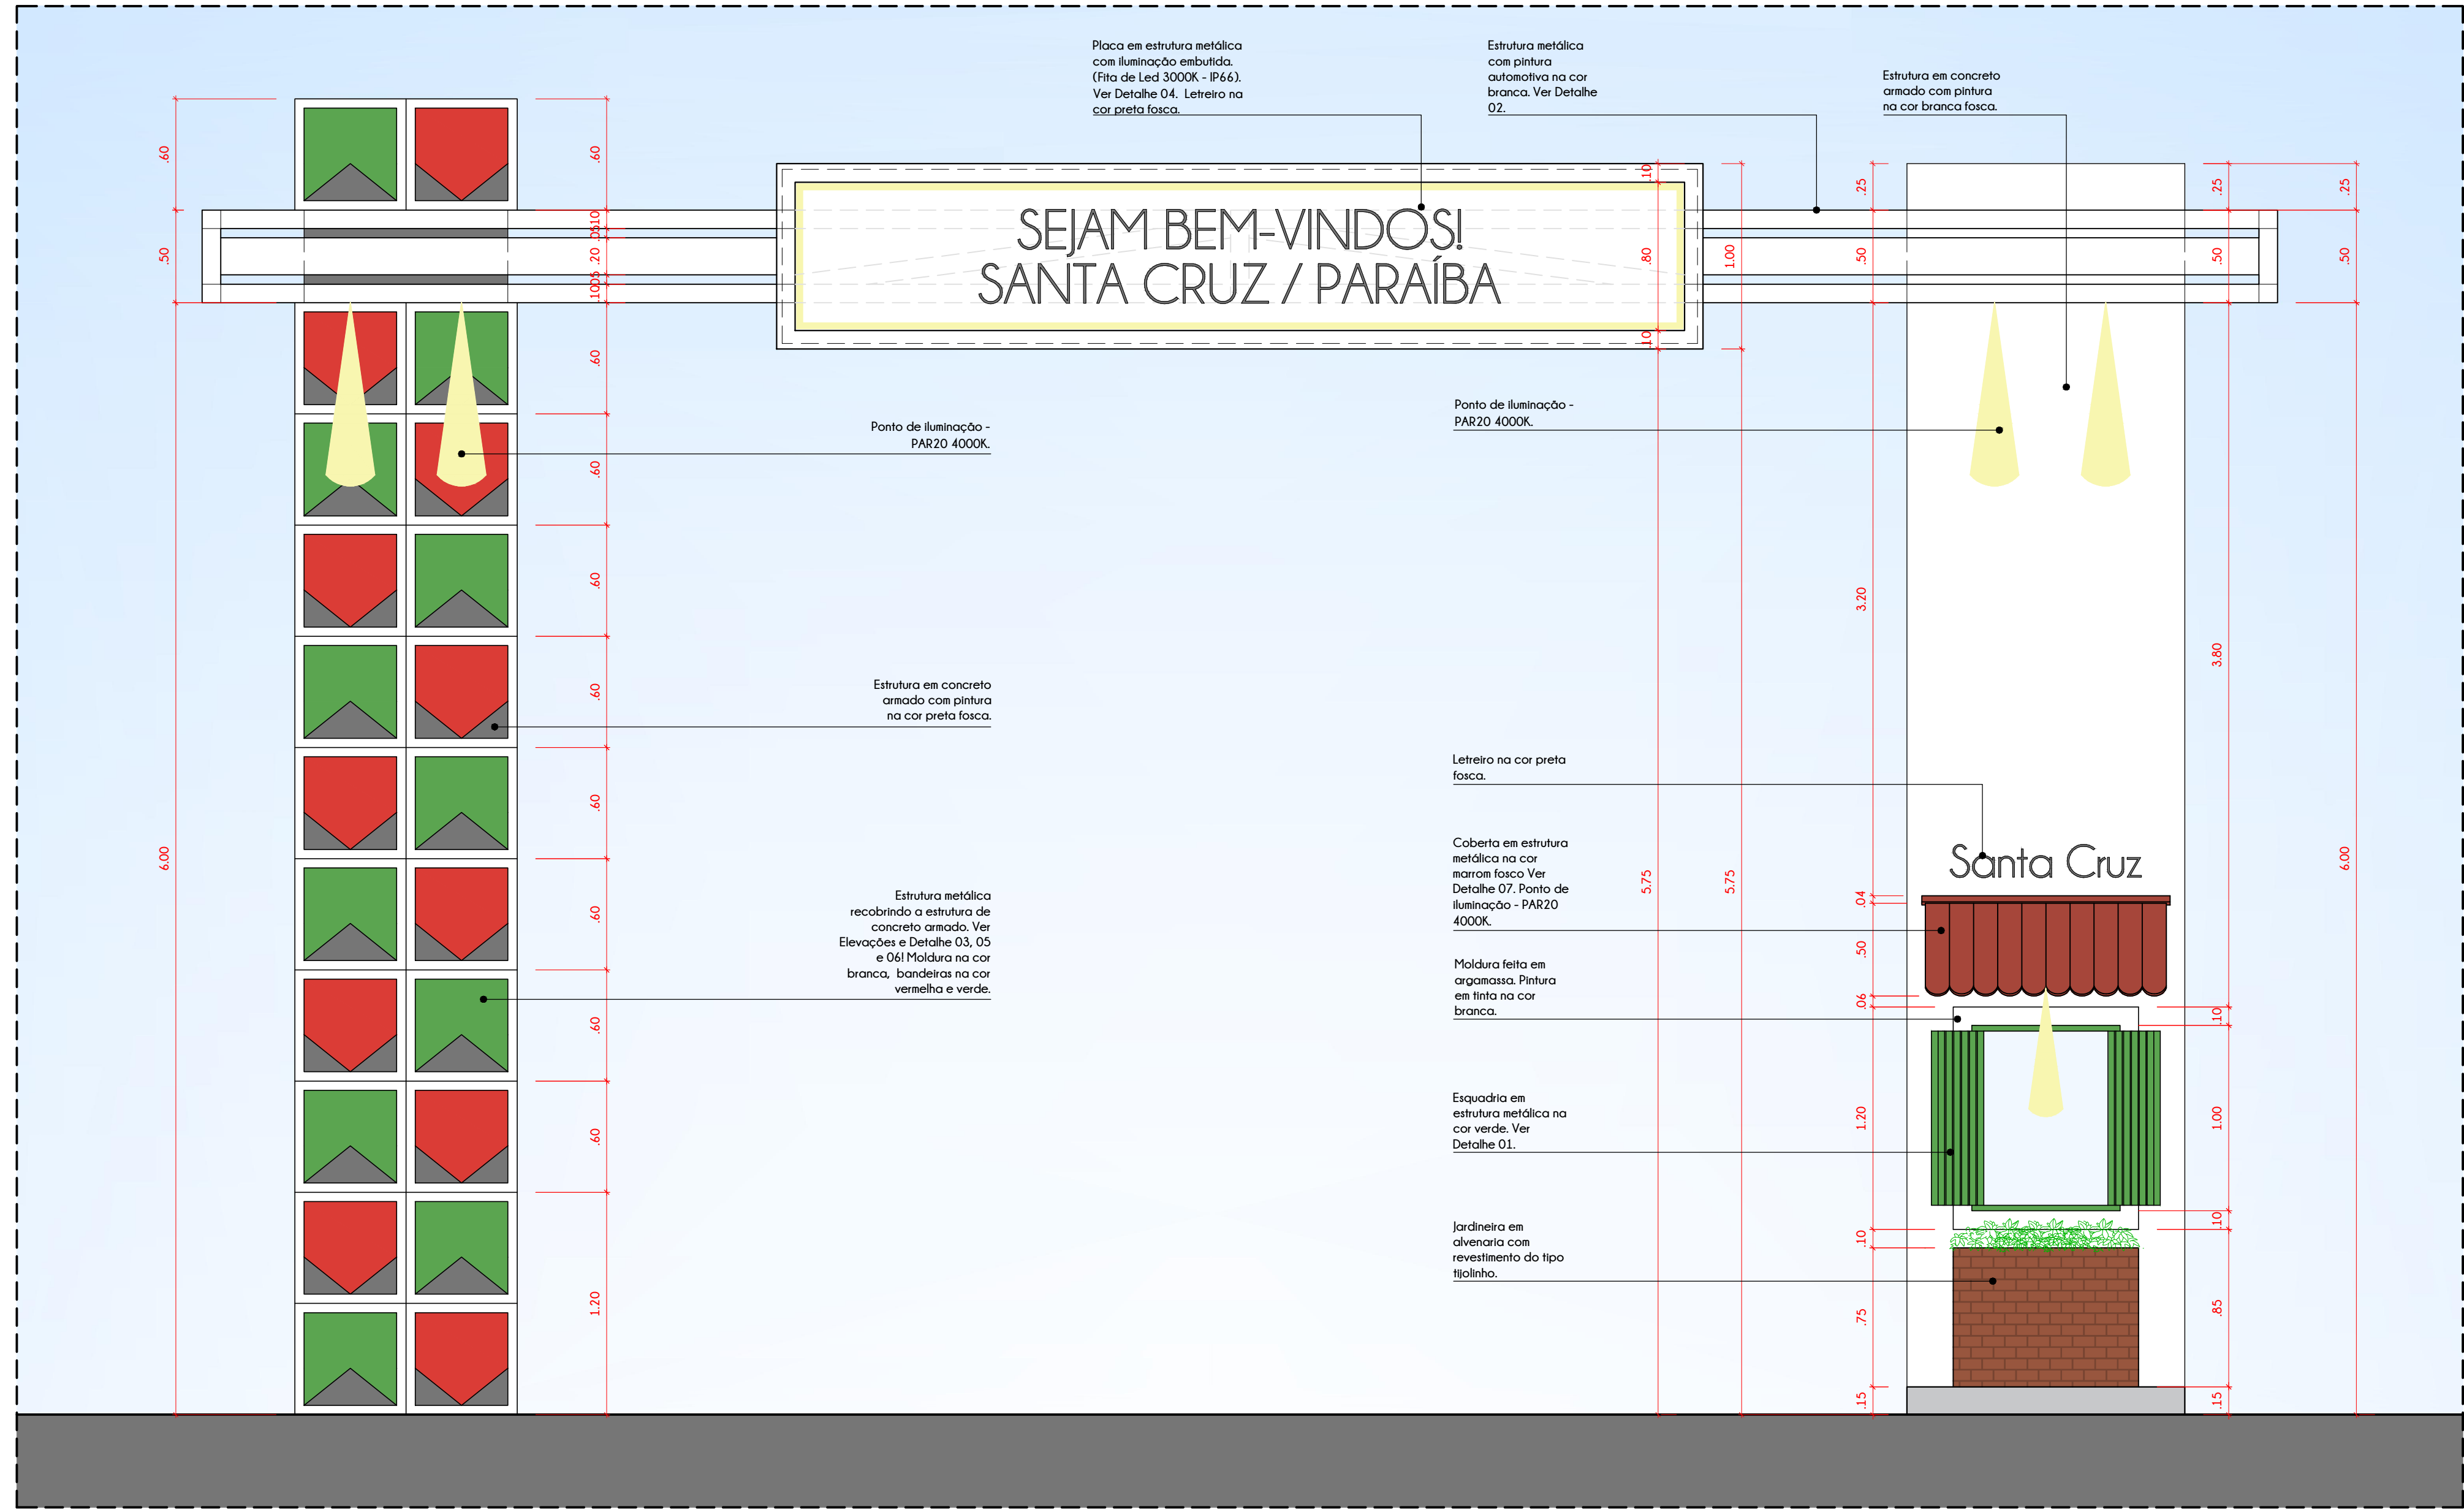 Placa em estrutura metálica
com iluminação embutida.
(Fita de Led 3000K - IP66).
Ver Detalhe 04. Letreiro na
cor preta fosca.
Estrutura metálica
com pintura
automotiva na cor
branca. Ver Detalhe
02.
Estrutura em concreto
armado com pintura
na cor branca fosca.
SEJAM BEM-VINDOS!
SANTA CRUZ / PARAÍBA
.60
.50
6.00
.60
.10
.05
.20
.05
.10
.60
.60
.60
.60
.60
.60
.60
.60
1.20
Ponto de iluminação -
PAR20 4000K.
Estrutura em concreto
armado com pintura
na cor preta fosca.
Estrutura metálica
recobrindo a estrutura de
concreto armado. Ver
Elevações e Detalhe 03, 05
e 06! Moldura na cor
branca, bandeiras na cor
vermelha e verde.
Ponto de iluminação -
PAR20 4000K.
Letreiro na cor preta
fosca.
Coberta em estrutura
metálica na cor
marrom fosco Ver
Detalhe 07. Ponto de
iluminação - PAR20
4000K.
Moldura feita em
argamassa. Pintura
em tinta na cor
branca.
Esquadria em
estrutura metálica na
cor verde. Ver
Detalhe 01.
Jardineira em
alvenaria com
revestimento do tipo
tijolinho.
.10
.80
.10
5.75
1.00
5.75
.25
.50
3.20
.04
.50
.06
1.20
.10
.75
.15
Santa Cruz
.25
.50
3.80
.10
1.00
.10
.85
.15
.25
.50
6.00